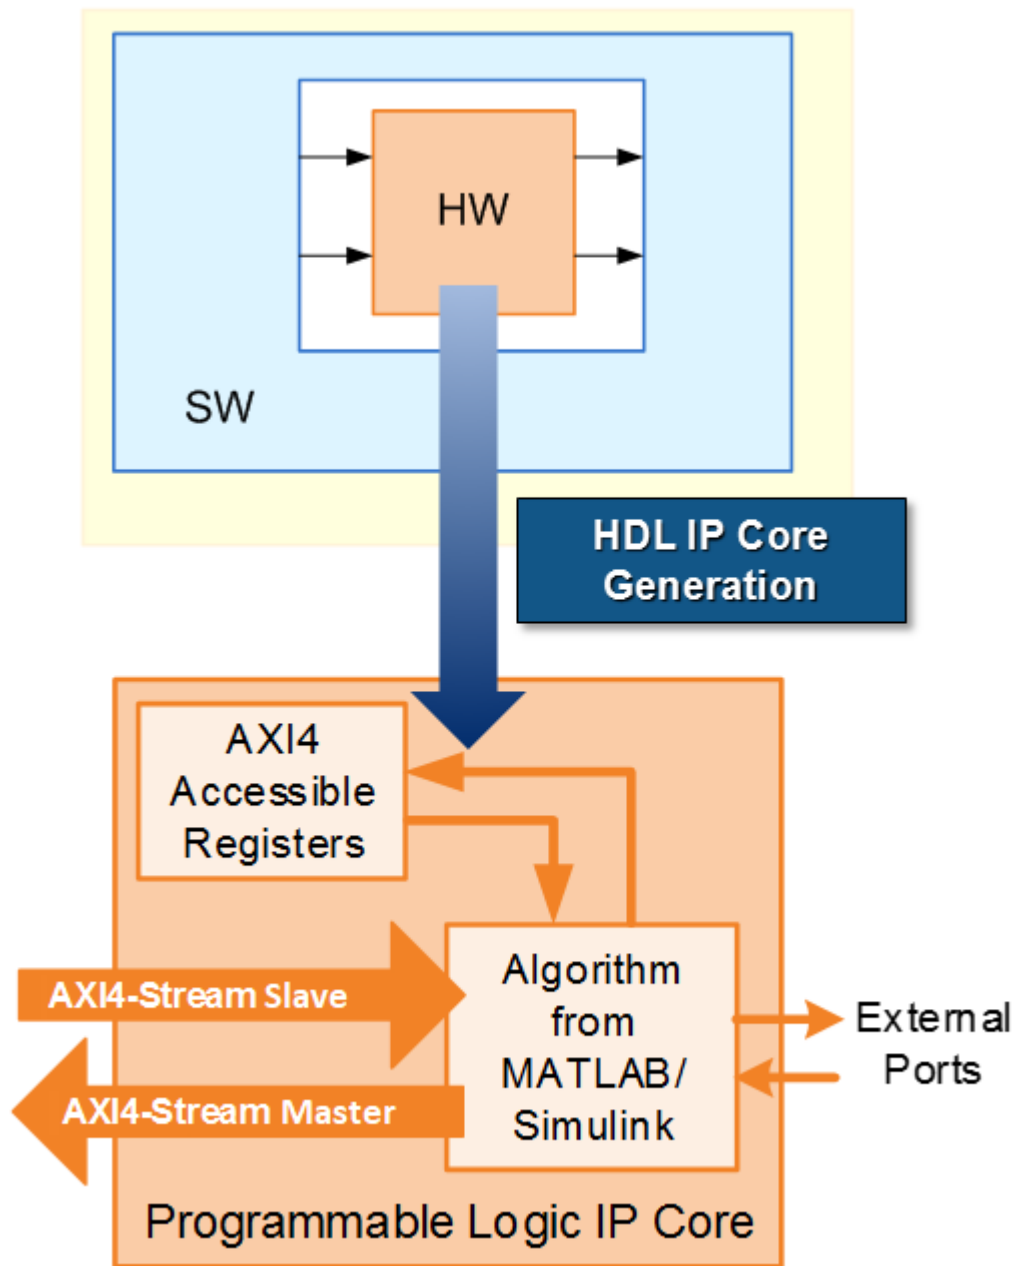 HW
SW
HDL IP Core
Generation
AXI4
Accessible
Registers
AXI4-Stream Slave
AXI4-Stream Master
Algorithm
from
MATLAB/
Simulink
External
Ports
Programmable Logic IP Core